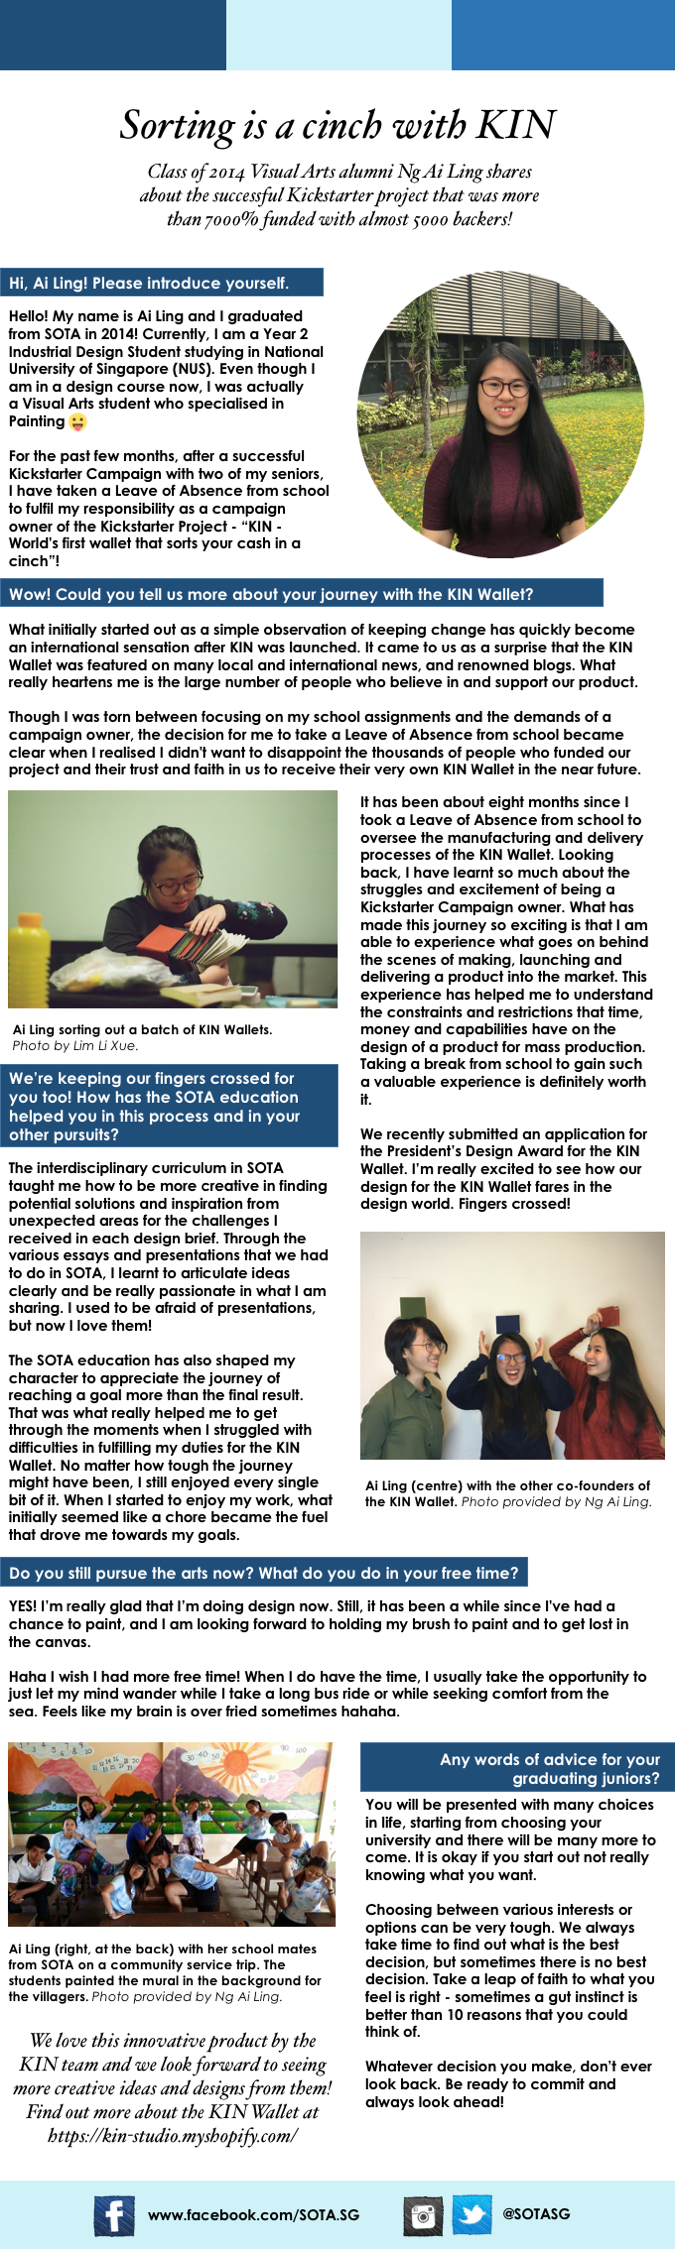 Sorting is a cinch with KIN
Class of 2014 Visual Arts alumni Ng Ai Ling shares
about the successful Kickstarter project that was more
than 7000% funded with almost 5000 backers!
Hi, Ai Ling! Please introduce yourself.
Hello! My name is Ai Ling and I graduated
from SOTA in 2014! Currently, I am a Year 2
Industrial Design Student studying in National
University of Singapore (NUS). Even though I
am in a design course now, I was actually
a Visual Arts student who specialised in
Painting 😛
For the past few months, after a successful
Kickstarter Campaign with two of my seniors,
I have taken a Leave of Absence from school
to fulfil my responsibility as a campaign
owner of the Kickstarter Project - “KIN -
World's first wallet that sorts your cash in a
cinch”!
Wow! Could you tell us more about your journey with the KIN Wallet?
What initially started out as a simple observation of keeping change has quickly become
an international sensation after KIN was launched. It came to us as a surprise that the KIN
Wallet was featured on many local and international news, and renowned blogs. What
really heartens me is the large number of people who believe in and support our product.
Though I was torn between focusing on my school assignments and the demands of a
campaign owner, the decision for me to take a Leave of Absence from school became
clear when I realised I didn't want to disappoint the thousands of people who funded our
project and their trust and faith in us to receive their very own KIN Wallet in the near future.
It has been about eight months since I
took a Leave of Absence from school to
oversee the manufacturing and delivery
processes of the KIN Wallet. Looking
back, I have learnt so much about the
struggles and excitement of being a
Kickstarter Campaign owner. What has
made this journey so exciting is that I am
able to experience what goes on behind
the scenes of making, launching and
delivering a product into the market. This
experience has helped me to understand
the constraints and restrictions that time,
money and capabilities have on the
design of a product for mass production.
Taking a break from school to gain such
a valuable experience is definitely worth
it.
We recently submitted an application for
the President's Design Award for the KIN
Wallet. I'm really excited to see how our
design for the KIN Wallet fares in the
design world. Fingers crossed!
Ai Ling sorting out a batch of KIN Wallets.
Photo by Lim Li Xue.
We're keeping our fingers crossed for
you too! How has the SOTA education
helped you in this process and in your
other pursuits?
The interdisciplinary curriculum in SOTA
taught me how to be more creative in finding
potential solutions and inspiration from
unexpected areas for the challenges I
received in each design brief. Through the
various essays and presentations that we had
to do in SOTA, I learnt to articulate ideas
clearly and be really passionate in what I am
sharing. I used to be afraid of presentations,
but now I love them!
The SOTA education has also shaped my
character to appreciate the journey of
reaching a goal more than the final result.
That was what really helped me to get
through the moments when I struggled with
difficulties in fulfilling my duties for the KIN
Wallet. No matter how tough the journey
might have been, I still enjoyed every single
bit of it. When I started to enjoy my work, what
initially seemed like a chore became the fuel
that drove me towards my goals.
Ai Ling (centre) with the other co-founders of
the KIN Wallet. Photo provided by Ng Ai Ling.
Do you still pursue the arts now? What do you do in your free time?
YES! I'm really glad that I'm doing design now. Still, it has been a while since I've had a
chance to paint, and I am looking forward to holding my brush to paint and to get lost in
the canvas.
Haha I wish I had more free time! When I do have the time, I usually take the opportunity to
just let my mind wander while I take a long bus ride or while seeking comfort from the
sea. Feels like my brain is over fried sometimes hahaha.
Ai Ling (right, at the back) with her school mates
from SOTA on a community service trip. The
students painted the mural in the background for
the villagers. Photo provided by Ng Ai Ling.
We love this innovative product by the
KIN team and we look forward to seeing
more creative ideas and designs from them!
Find out more about the KIN Wallet at
https://kin-studio.myshopify.com/
Any words of advice for your
graduating juniors?
You will be presented with many choices
in life, starting from choosing your
university and there will be many more to
come. It is okay if you start out not really
knowing what you want.
Choosing between various interests or
options can be very tough. We always
take time to find out what is the best
decision, but sometimes there is no best
decision. Take a leap of faith to what you
feel is right - sometimes a gut instinct is
better than 10 reasons that you could
think of.
Whatever decision you make, don't ever
look back. Be ready to commit and
always look ahead!
www.facebook.com/SOTA.SG
@SOTASG